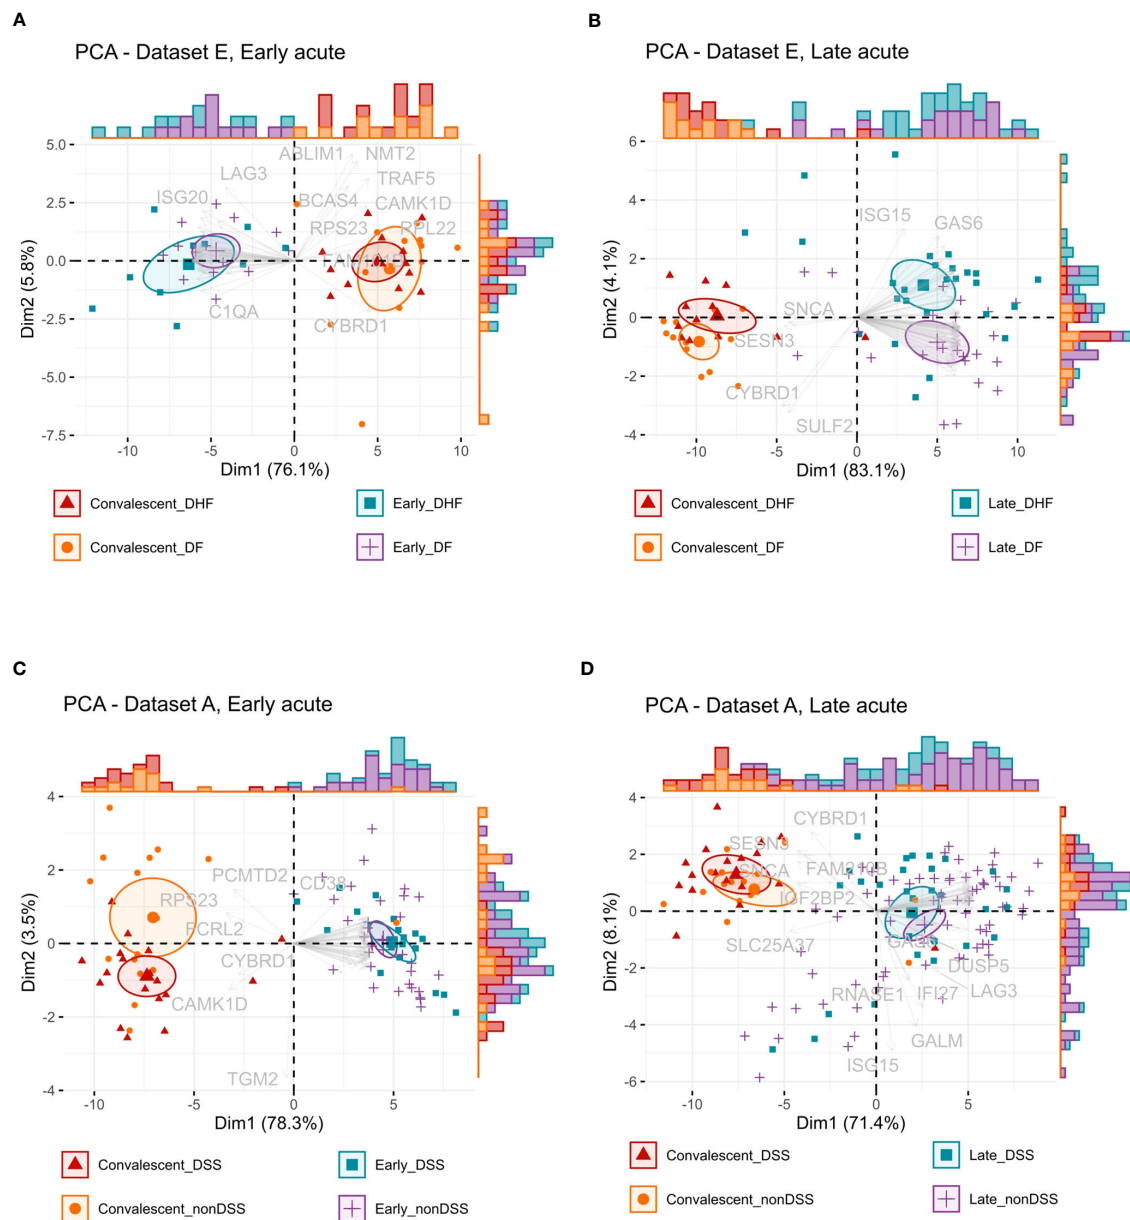 A
PCA - Dataset E, Early acute
5.0
2.5
0.0
-2.5
-5.0
-7.5
Dim2 (5.8%)
ABLIM1
NMT2
LAG3
TRAF5
ISG20
BCAS4
CAMK1D
RPS23
RPL22
C1QA
CYBRD1
-10
-5
0
5
10
Dim1 (76.1%)
Convalescent_DHF
Early_DHF
Convalescent_DF
Early_DF
B
PCA - Dataset E, Late acute
6
4
2
0
-2
-4
Dim2 (4.1%)
ISG15
GAS6
SNCA
SESN3
CYBRD1
SULF2
-10
-5
0
5
10
Dim1 (83.1%)
Convalescent_DHF
Late_DHF
Convalescent_DF
Late_DF
C
PCA - Dataset A, Early acute
4
2
0
-2
-4
Dim2 (3.5%)
PCMTD2
CD38
RPS23
FCRL2
CYBRD1
CAMK1D
TGM2
-10
-5
0
5
Dim1 (78.3%)
Convalescent_DSS
Early_DSS
Convalescent_nonDSS
Early_nonDSS
D
PCA - Dataset A, Late acute
4
2
0
-2
-4
-6
Dim2 (8.1%)
CYBRD1
SESN3
SNCA
FAM210B
IGF2BP2
SLC25A37
GAS6
DUSP5
RNASE1
IFI27
LAG3
GALM
ISG15
-10
-5
0
5
Dim1 (71.4%)
Convalescent_DSS
Late_DSS
Convalescent_nonDSS
Late_nonDSS